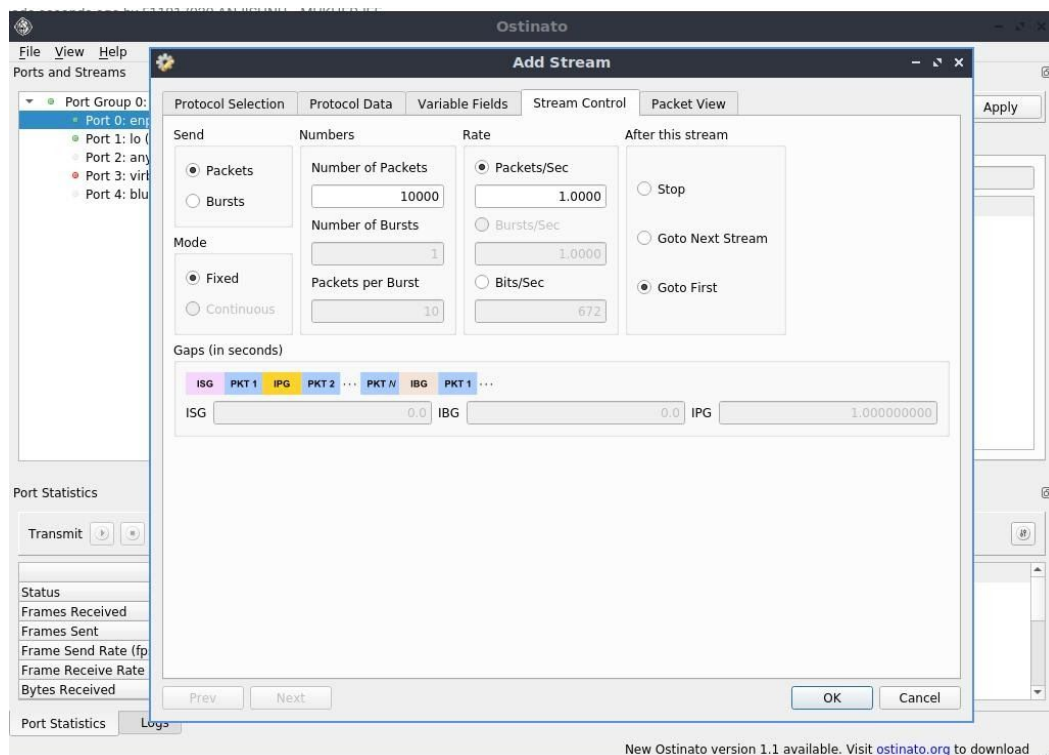 Ostinato
File View Help
Ports and Streams
Add Stream
Port Group 0:
Port 0: enp
Port 1: lo (
Port 2: any
Port 3: virb
Port 4: blu
Apply
Protocol Selection Protocol Data Variable Fields Stream Control Packet View
Send Numbers Rate After this stream
Packets
Bursts
Mode
Fixed
Continuous
Number of Packets
10000
Number of Bursts
1
Packets per Burst
10
Packets/Sec
1.0000
Bursts/Sec
1.0000
Bits/Sec
672
Stop
Goto Next Stream
Goto First
Gaps (in seconds)
ISG PKT 1 IPG PKT 2 ... PKT N IBG PKT 1 ...
ISG 0.0 IBG 0.0 IPG 1.000000000
Port Statistics
Transmit
Status
Frames Received
Frames Sent
Frame Send Rate (fp
Frame Receive Rate
Bytes Received
Prev Next OK Cancel
Port Statistics Logs
New Ostinato version 1.1 available. Visit ostinato.org to download